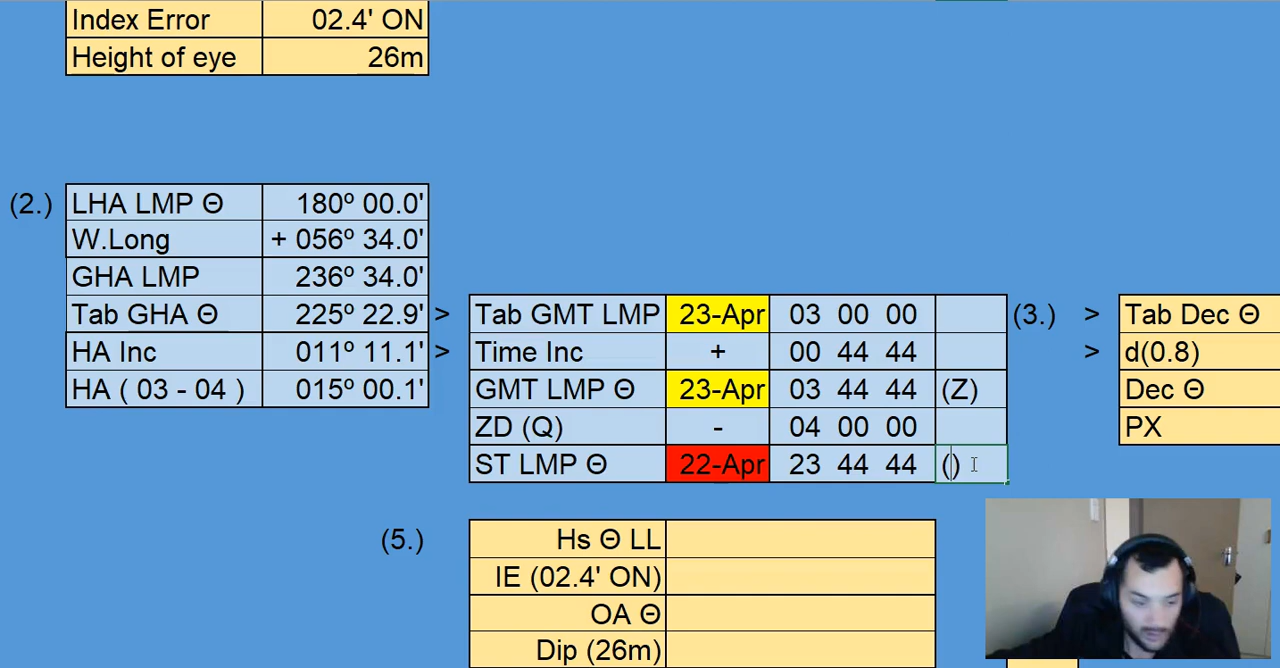 Index Error 02.4' ON
Height of eye 26m
(2.) LHA LMP Θ 180º 00.0'
W.Long + 056º 34.0'
GHA LMP 236º 34.0'
Tab GHA Θ 225º 22.9' > Tab GMT LMP 23-Apr 03 00 00 (3.) > Tab Dec Θ
HA Inc 011º 11.1' > Time Inc + 00 44 44 > d(0.8)
HA ( 03 - 04 ) 015º 00.1' GMT LMP Θ 23-Apr 03 44 44 (Z) Dec Θ
ZD (Q) - 04 00 00 PX
ST LMP Θ 22-Apr 23 44 44 ()
(5.) Hs Θ LL
IE (02.4' ON)
OA Θ
Dip (26m)